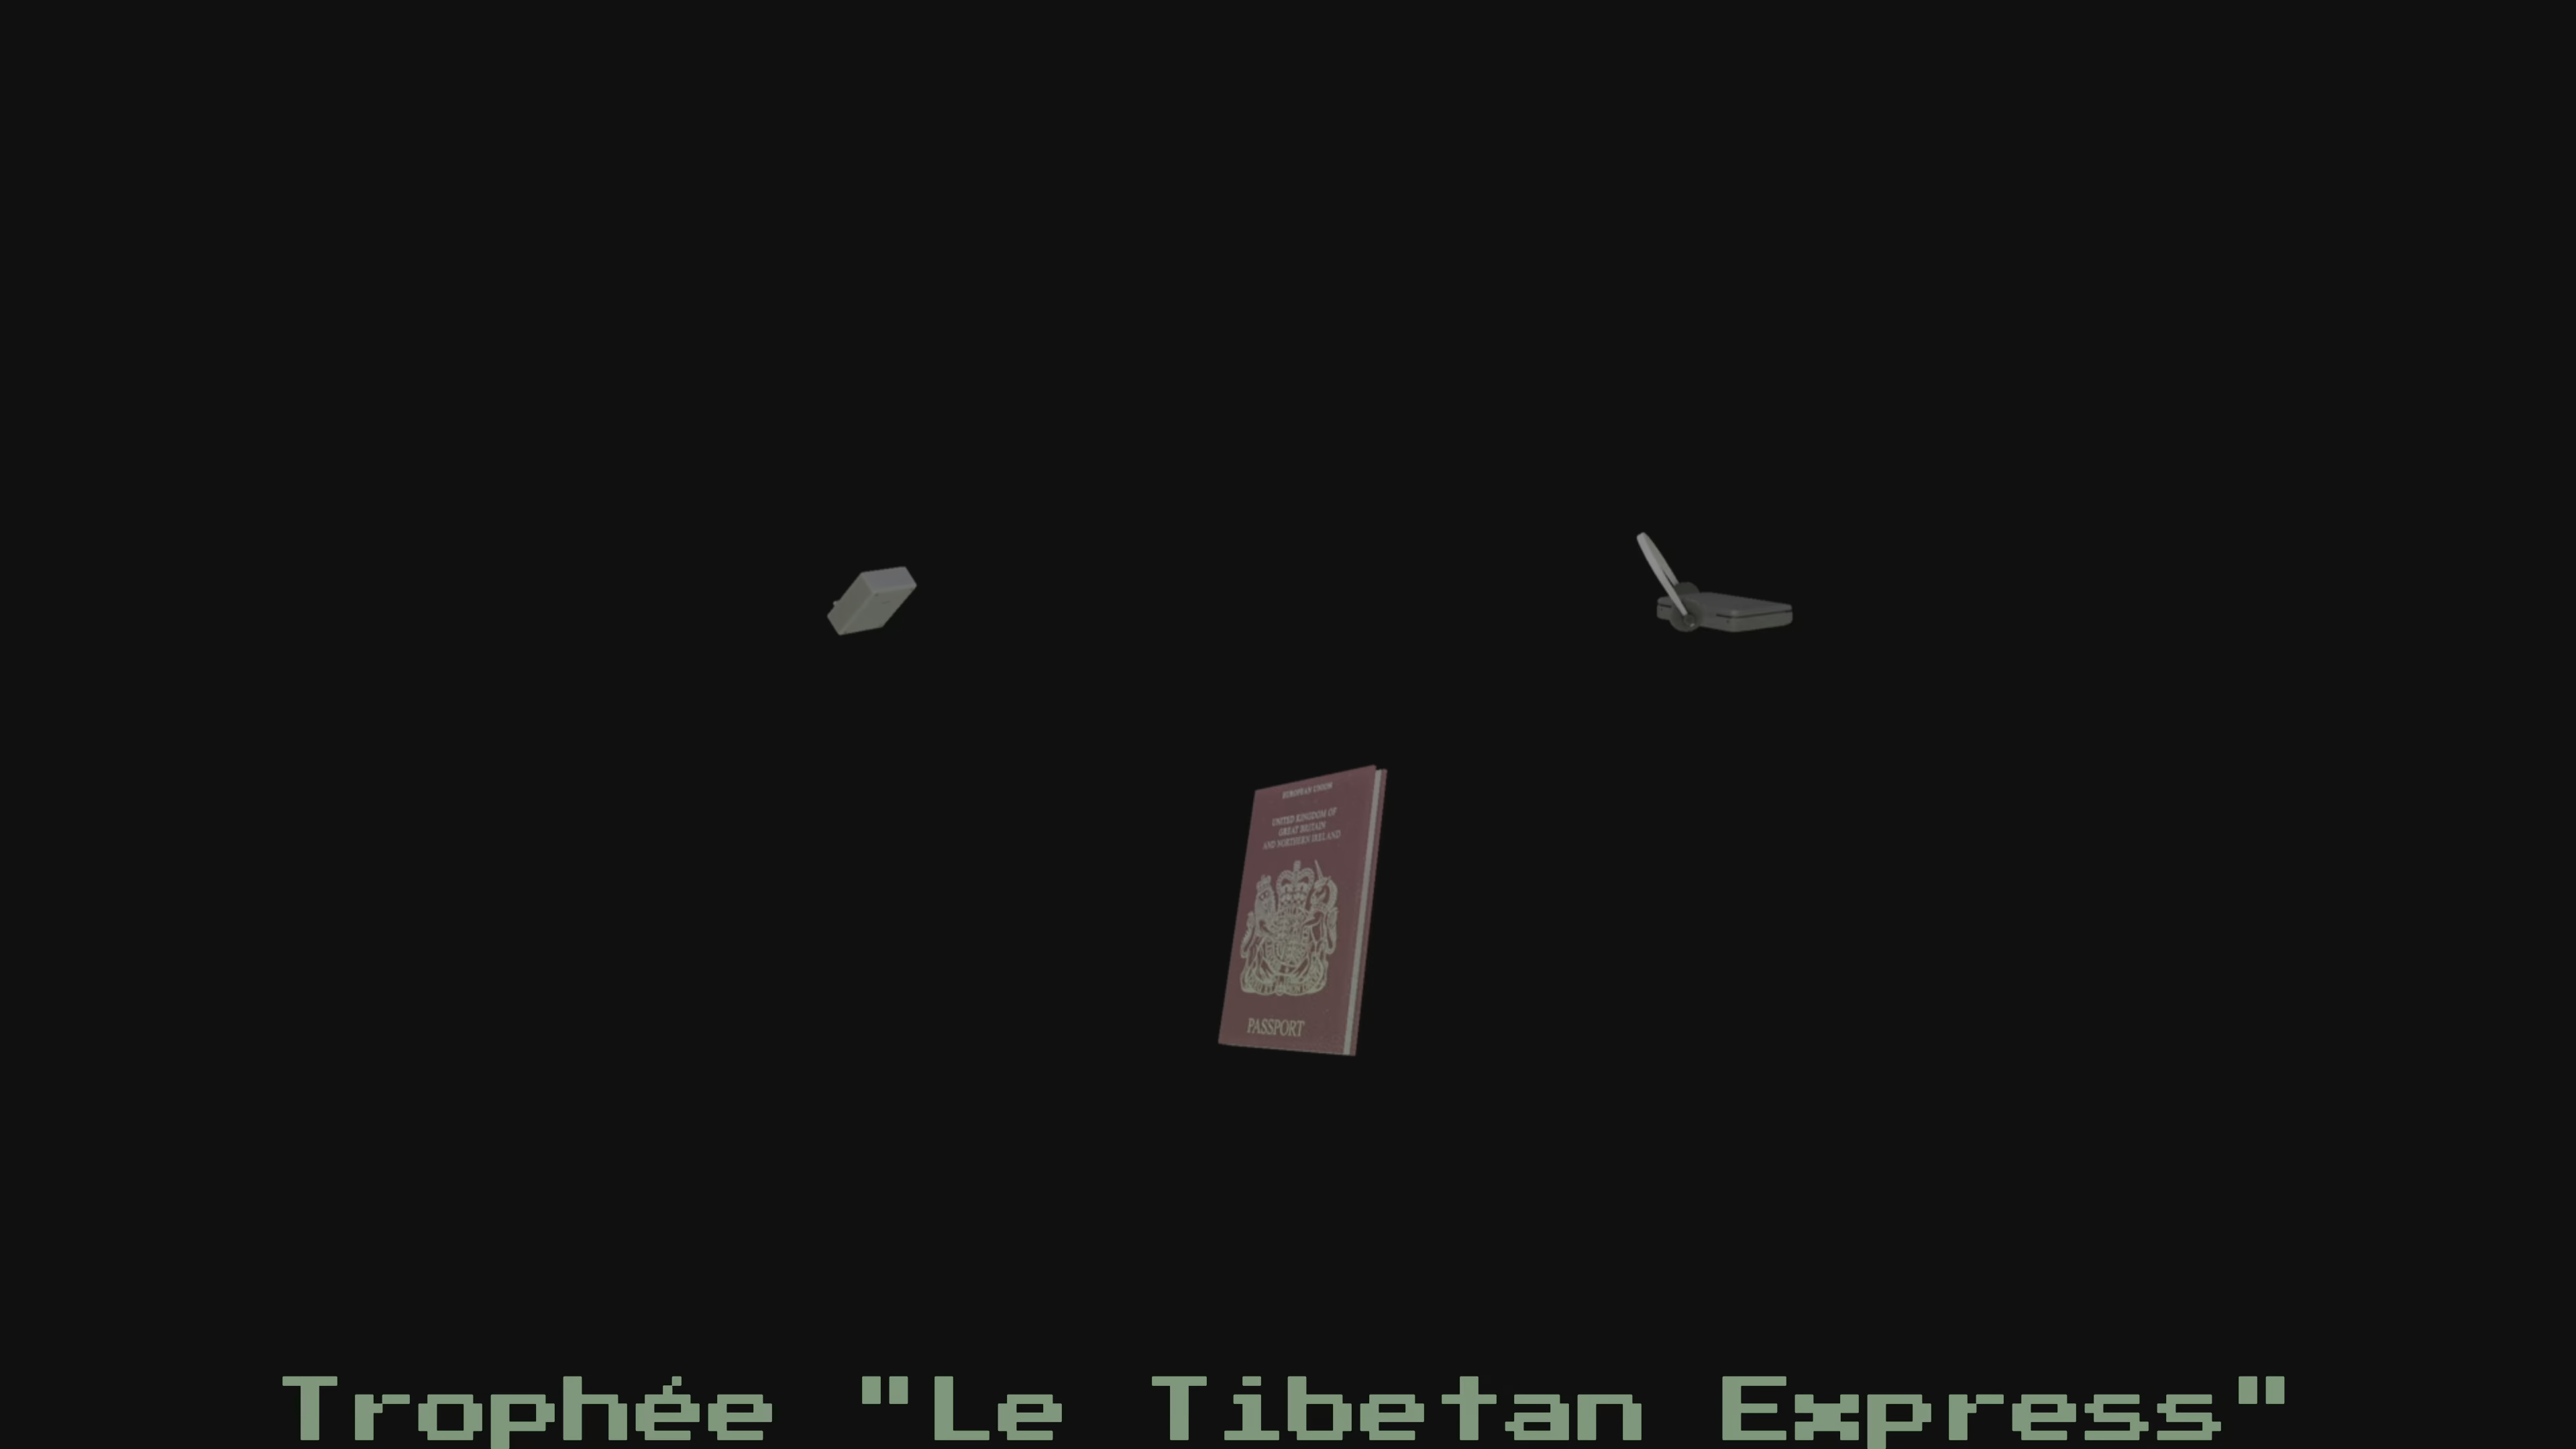 EUROPEAN UNION
UNITED KINGDOM OF
GREAT BRITAIN
AND NORTHERN IRELAND
PASSPORT
Trophée "Le Tibetan Express"